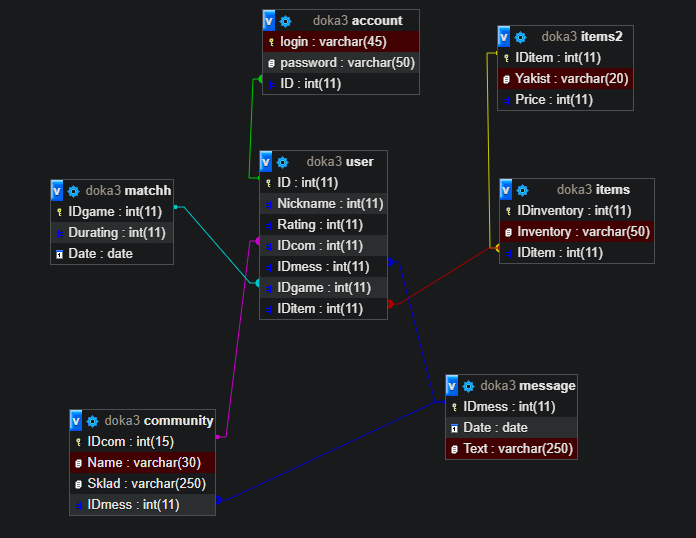 v doka3 account
login : varchar(45)
password : varchar(50)
ID : int(11)
v doka3 items2
IDitem : int(11)
Yakist : varchar(20)
Price : int(11)
v doka3 user
ID : int(11)
Nickname : int(11)
Rating : int(11)
IDcom : int(11)
IDmess : int(11)
IDgame : int(11)
IDitem : int(11)
v doka3 matchh
IDgame : int(11)
Durating : int(11)
Date : date
v doka3 items
IDinventory : int(11)
Inventory : varchar(50)
IDitem : int(11)
v doka3 message
IDmess : int(11)
Date : date
Text : varchar(250)
v doka3 community
IDcom : int(15)
Name : varchar(30)
Sklad : varchar(250)
IDmess : int(11)